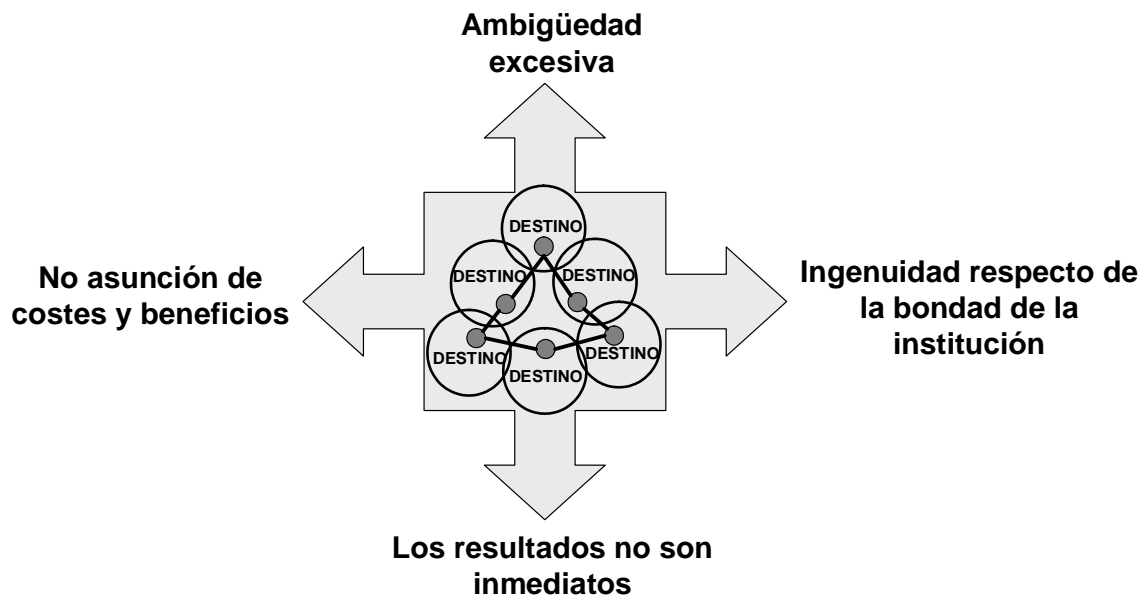 Ambigüedad
excesiva
DESTINO
DESTINO
DESTINO
DESTINO
DESTINO
DESTINO
No asunción de
costes y beneficios
Ingenuidad respecto de
la bondad de la
institución
Los resultados no son
inmediatos